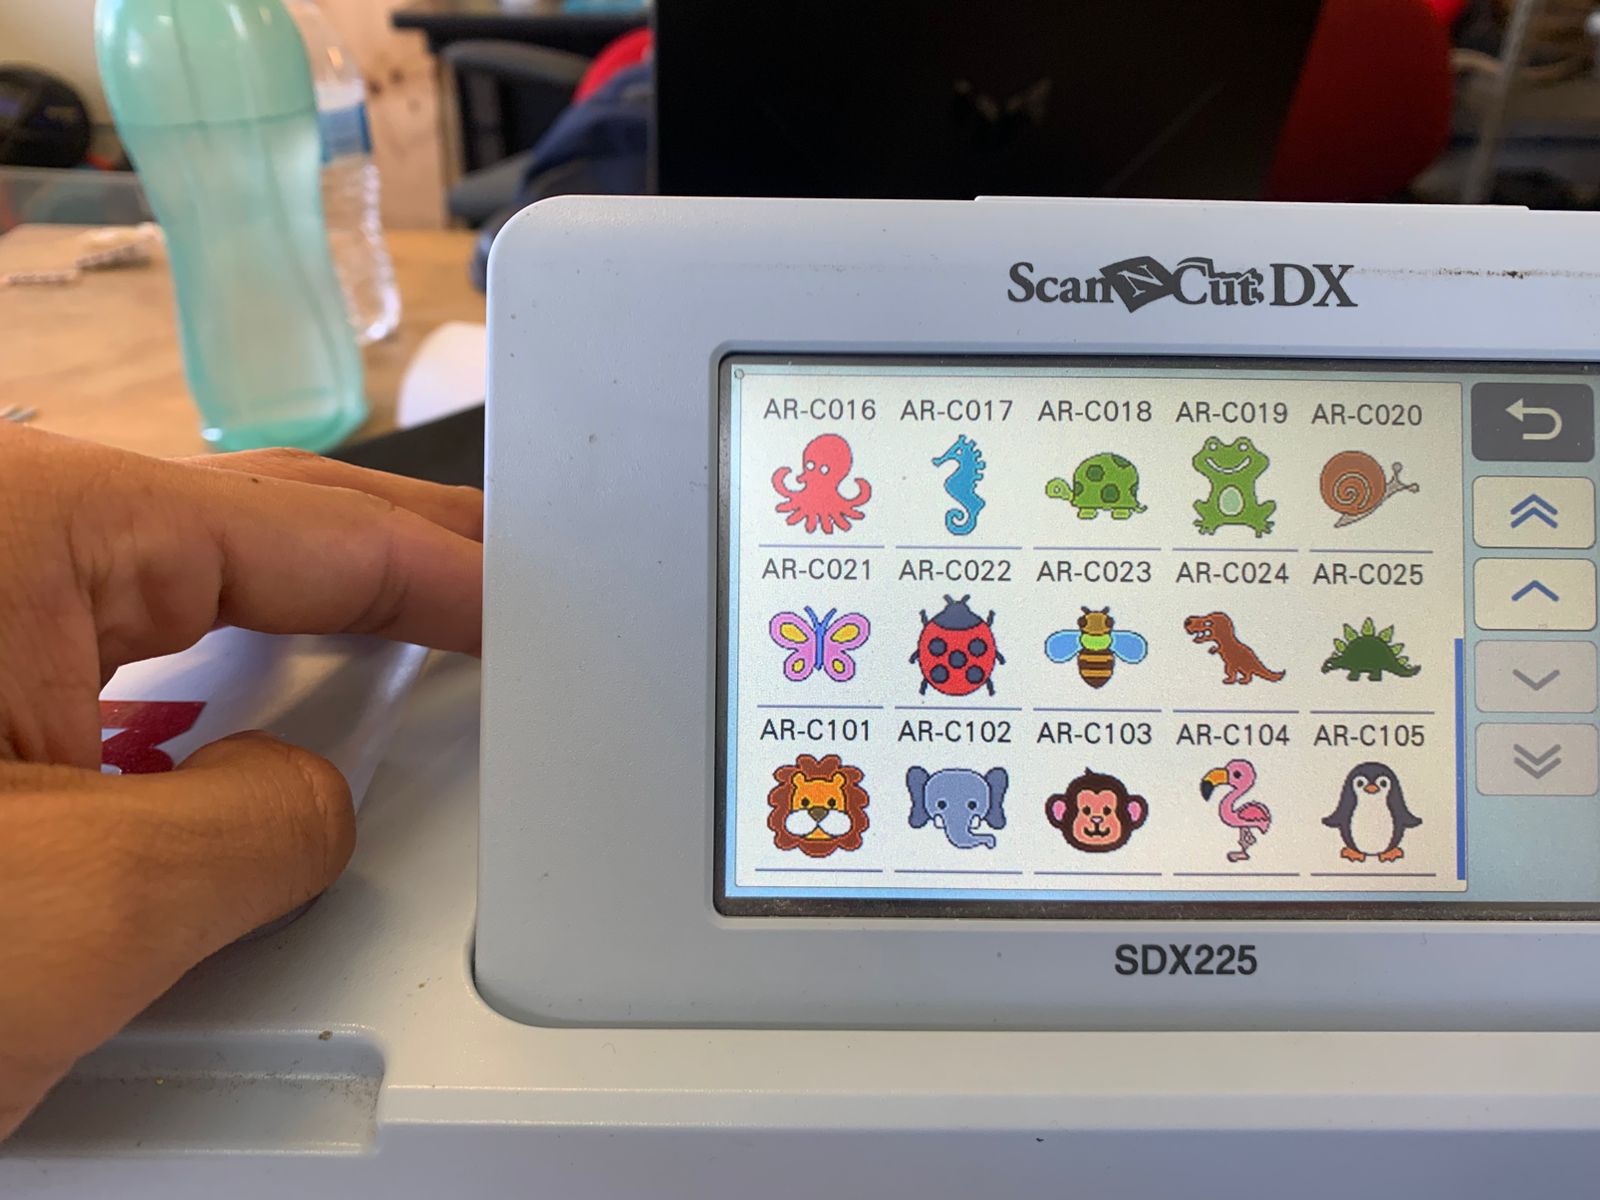 ScanNCut DX
AR-C016 AR-C017 AR-C018 AR-C019 AR-C020
AR-C021 AR-C022 AR-C023 AR-C024 AR-C025
AR-C101 AR-C102 AR-C103 AR-C104 AR-C105
SDX225